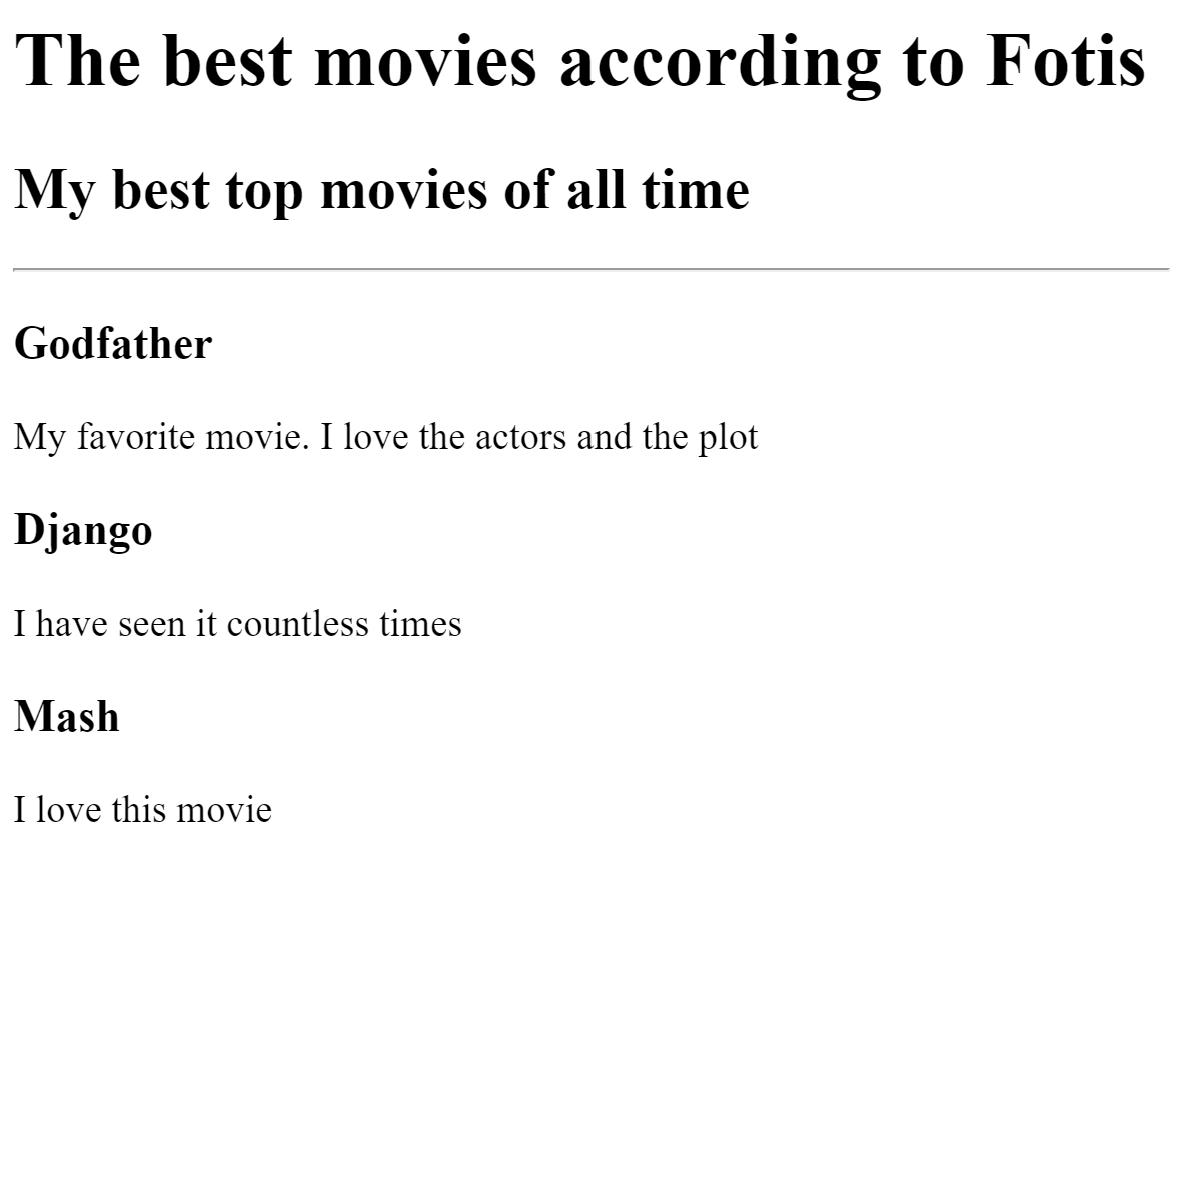 The best movies according to Fotis
My best top movies of all time
Godfather
My favorite movie. I love the actors and the plot
Django
I have seen it countless times
Mash
I love this movie